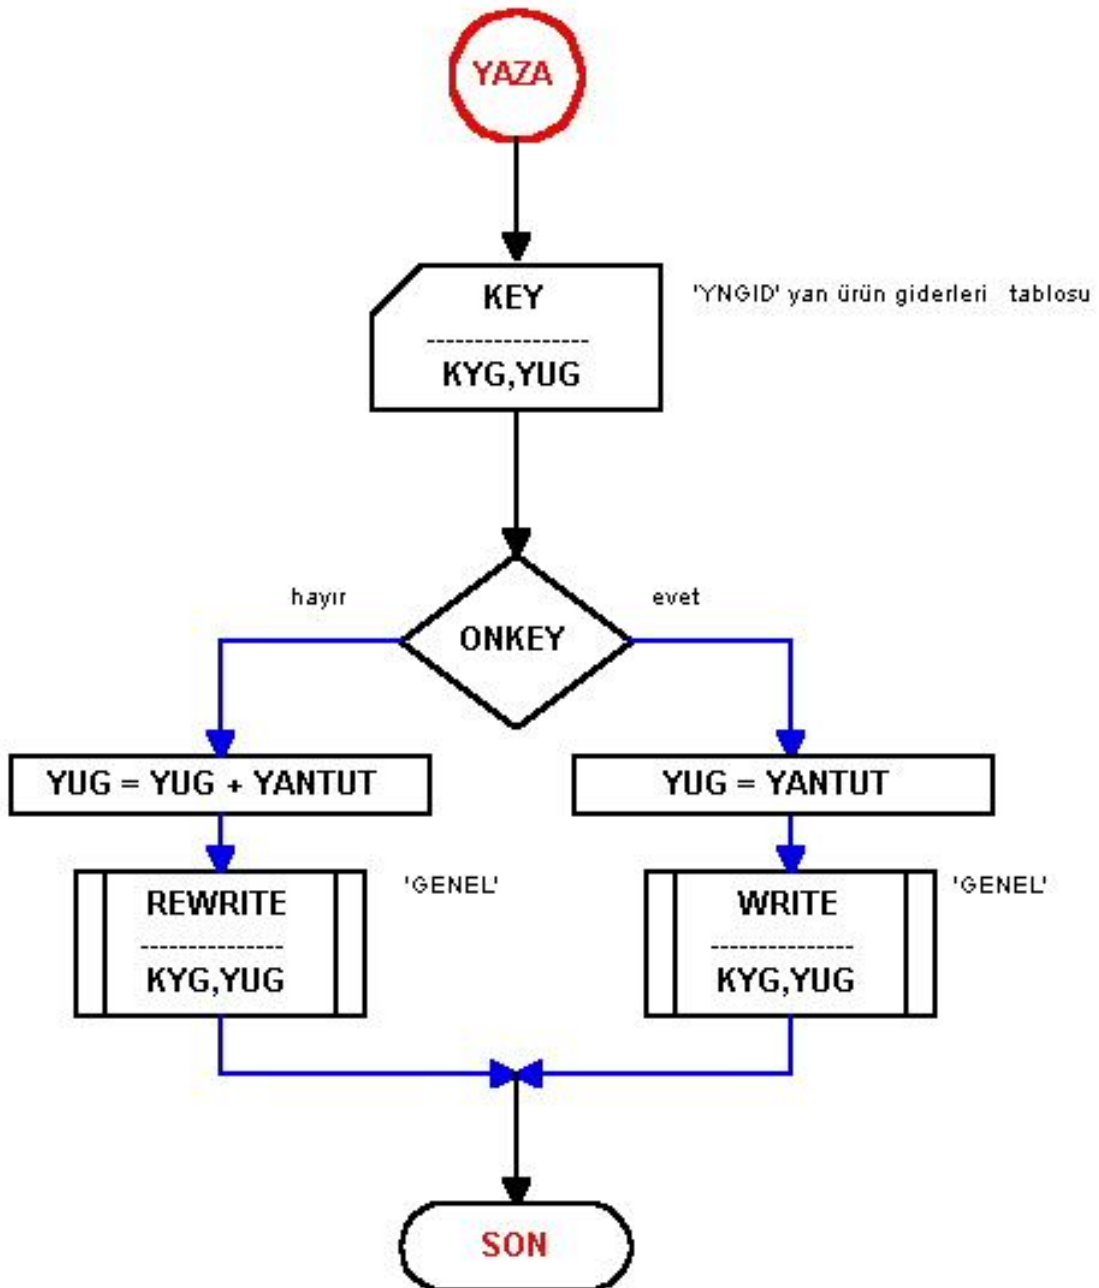 YAZA
KEY
'YNGID' yan ürün giderleri tablosu
-----------------
KYG,YUG
hayır
evet
ONKEY
YUG = YUG + YANTUT
YUG = YANTUT
REWRITE
'GENEL'
---------------
KYG,YUG
WRITE
'GENEL'
---------------
KYG,YUG
SON